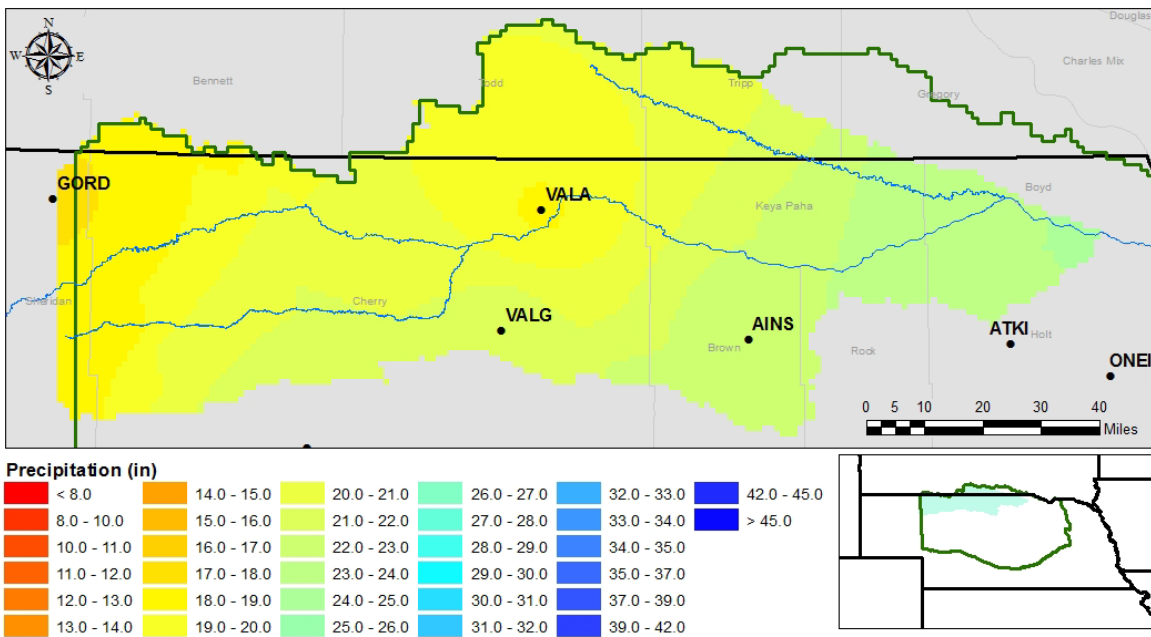 N
W E
S
Bennett
Todd
Tripp
Gregory
Douglas
Charles Mix
GORD
VALA
Keya Paha
Boyd
Sheridan
Cherry
VALG
AINS
Brown
Rock
ATKI
Holt
ONEI
0 5 10 20 30 40
Miles
Precipitation (in)
< 8.0
8.0 - 10.0
10.0 - 11.0
11.0 - 12.0
12.0 - 13.0
13.0 - 14.0
14.0 - 15.0
15.0 - 16.0
16.0 - 17.0
17.0 - 18.0
18.0 - 19.0
19.0 - 20.0
20.0 - 21.0
21.0 - 22.0
22.0 - 23.0
23.0 - 24.0
24.0 - 25.0
25.0 - 26.0
26.0 - 27.0
27.0 - 28.0
28.0 - 29.0
29.0 - 30.0
30.0 - 31.0
31.0 - 32.0
32.0 - 33.0
33.0 - 34.0
34.0 - 35.0
35.0 - 37.0
37.0 - 39.0
39.0 - 42.0
42.0 - 45.0
> 45.0